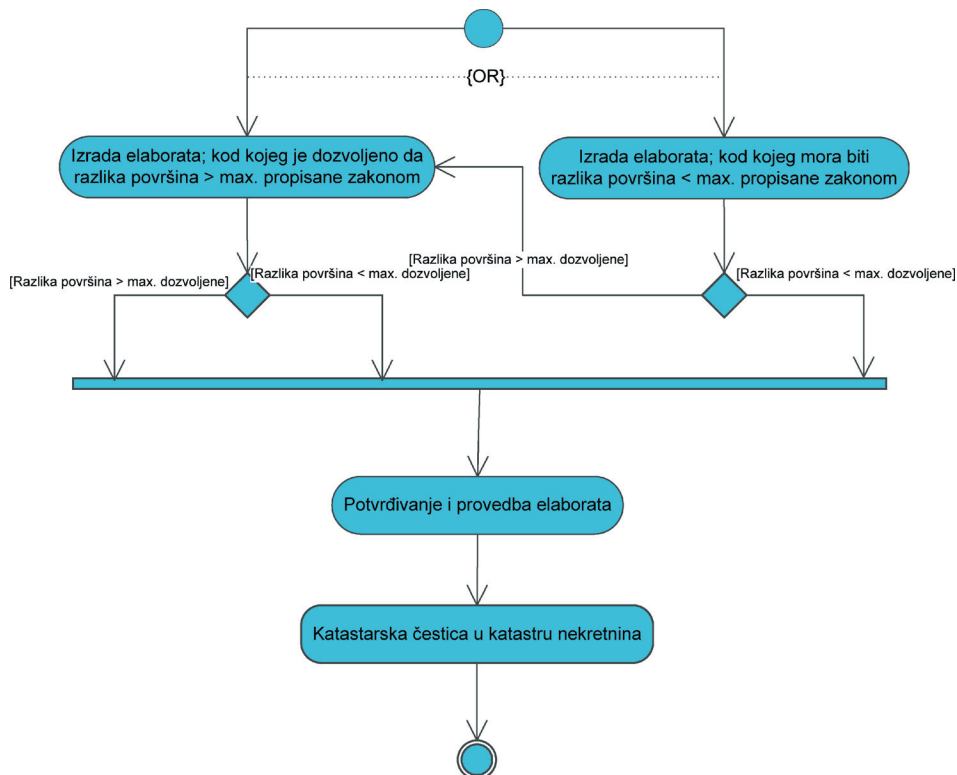 {OR}
Izrada elaborata; kod kojeg je dozvoljeno da
razlika površina > max. propisane zakonom
Izrada elaborata; kod kojeg mora biti
razlika površina < max. propisane zakonom
[Razlika površina > max. dozvoljene]
[Razlika površina < max. dozvoljene]
[Razlika površina > max. dozvoljene]
[Razlika površina < max. dozvoljene]
Potvrđivanje i provedba elaborata
Katastarska čestica u katastru nekretnina